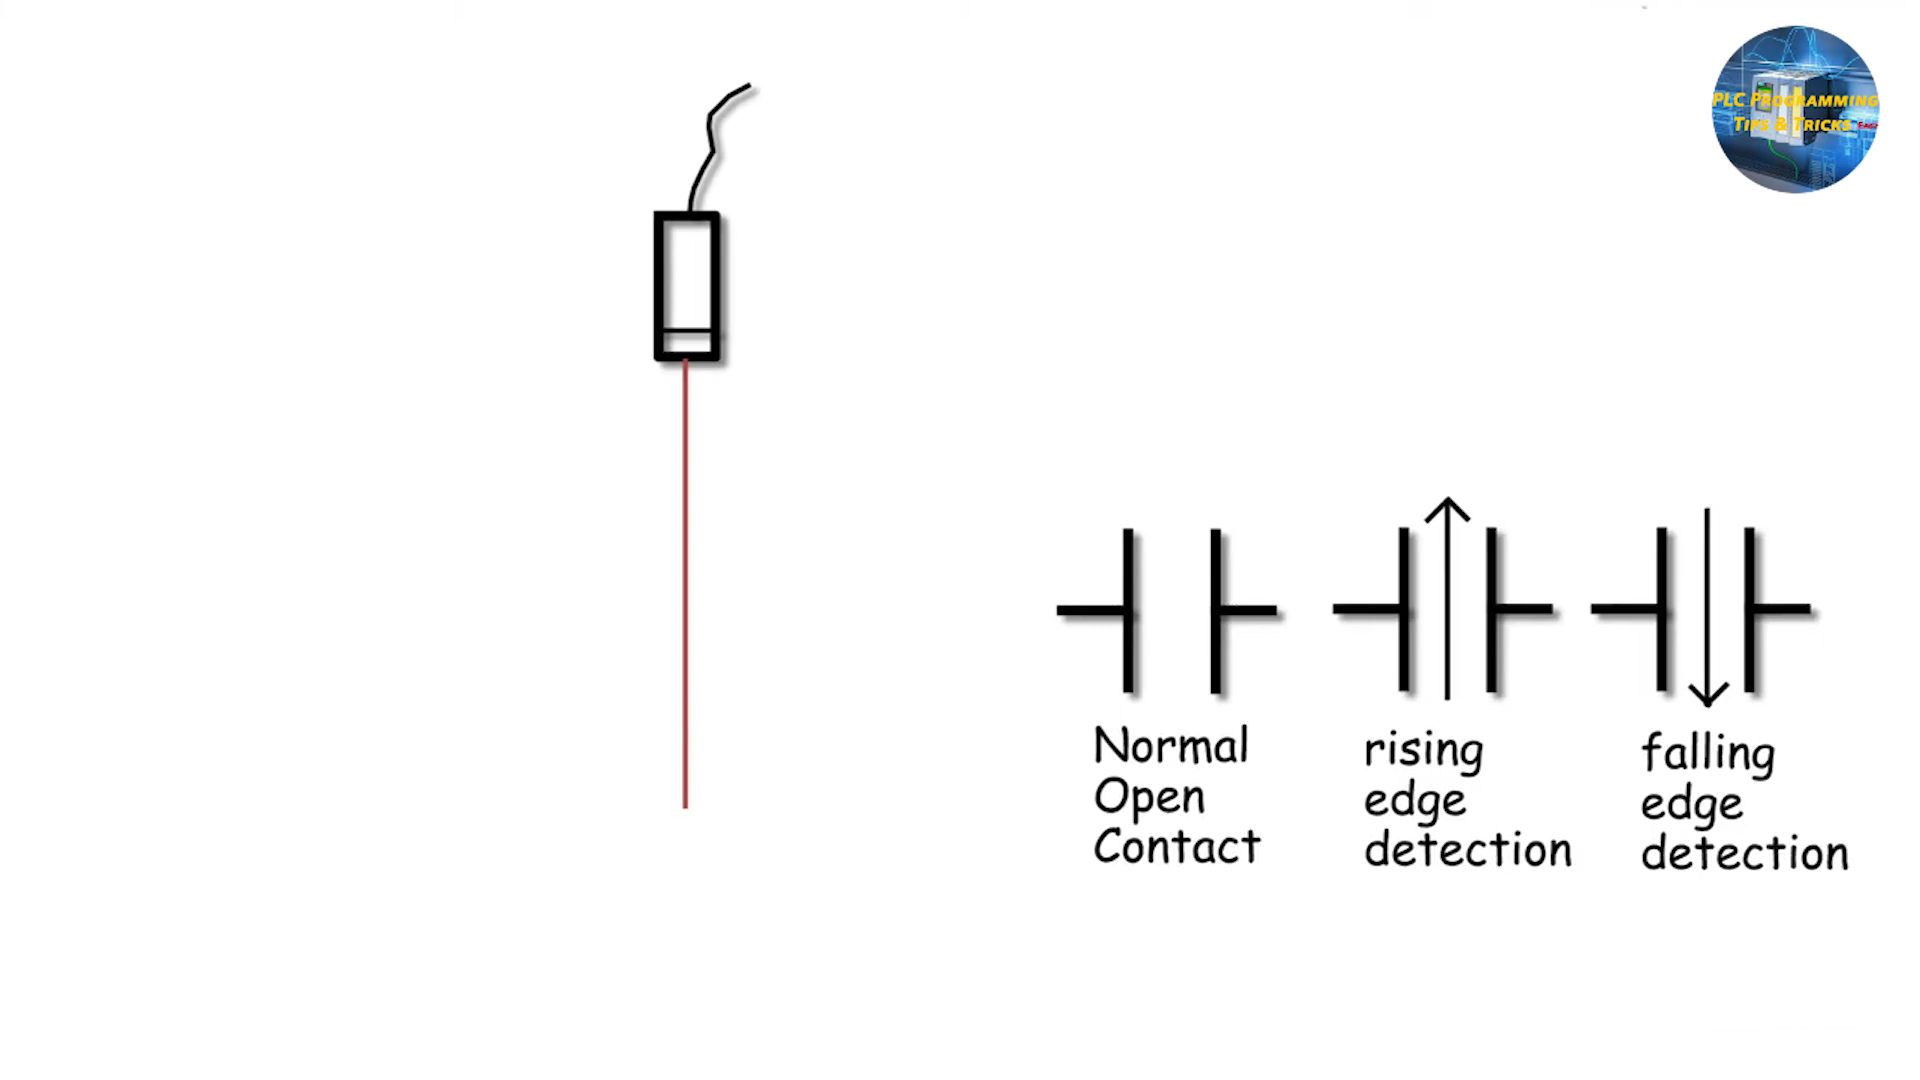 PLC PROGRAMMING
TIPS & TRICKS
Normal
Open
Contact
rising
edge
detection
falling
edge
detection